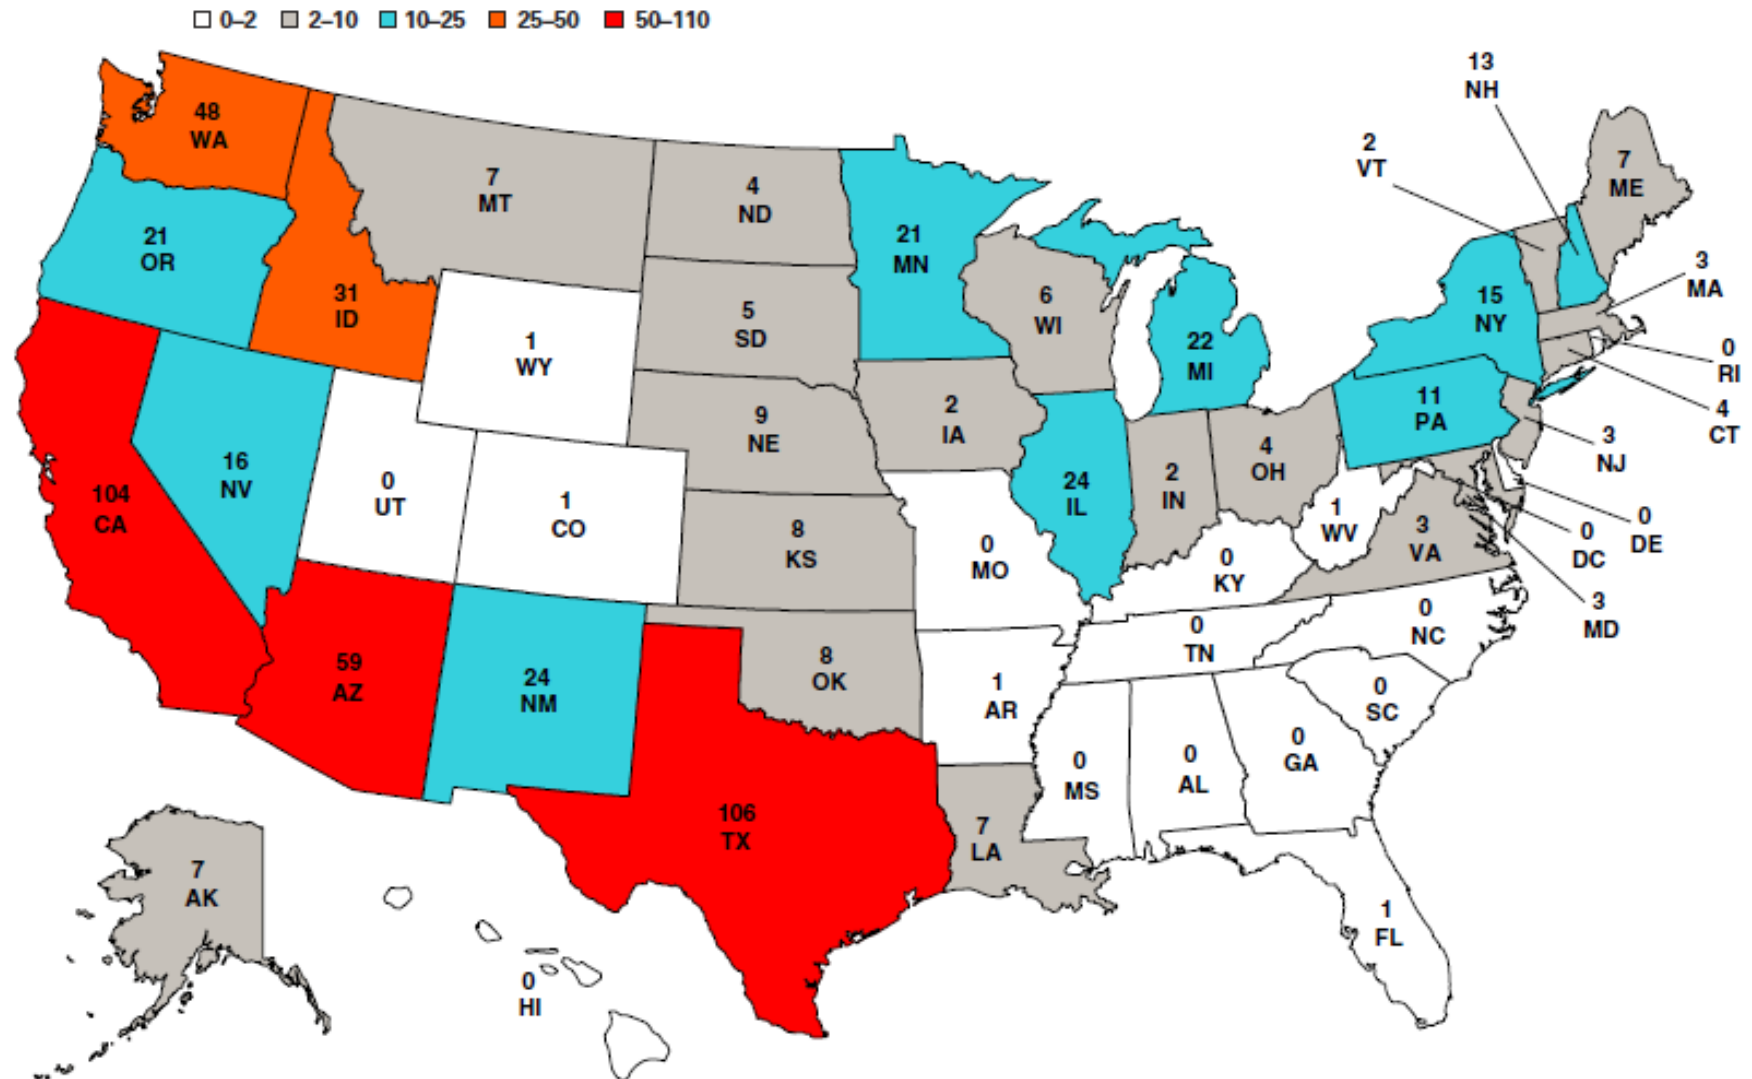 0–2 2–10 10–25 25–50 50–110
13
NH
2
VT
48
WA
7
MT
4
ND
7
ME
21
OR
21
MN
3
MA
31
ID
5
SD
6
WI
15
NY
1
WY
22
MI
0
RI
9
NE
2
IA
11
PA
4
CT
16
NV
0
UT
4
OH
3
NJ
104
CA
1
CO
8
KS
0
MO
24
IL
2
IN
1
WV
3
VA
0
DC
0
DE
0
KY
3
MD
0
TN
0
NC
59
AZ
24
NM
8
OK
1
AR
0
SC
0
MS
0
AL
0
GA
106
TX
7
LA
7
AK
1
FL
0
HI